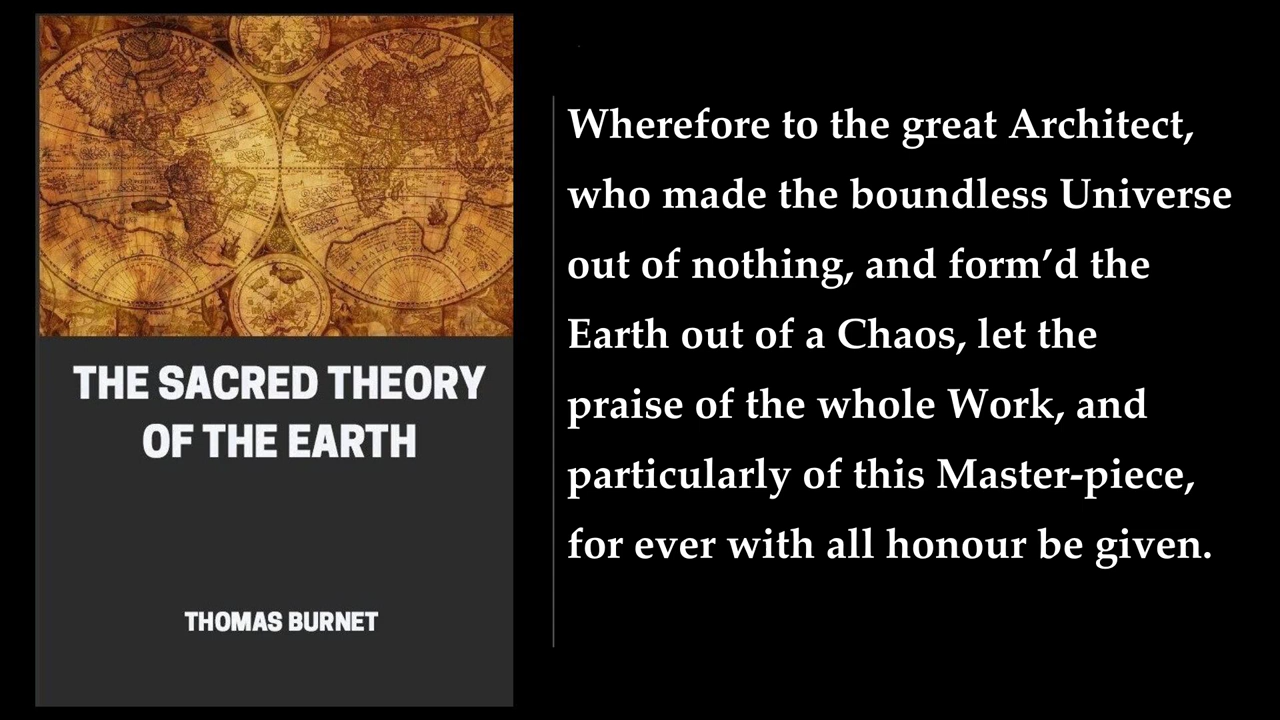 THE SACRED THEORY
OF THE EARTH
THOMAS BURNET
Wherefore to the great Architect,
who made the boundless Universe
out of nothing, and form’d the
Earth out of a Chaos, let the
praise of the whole Work, and
particularly of this Master-piece,
for ever with all honour be given.